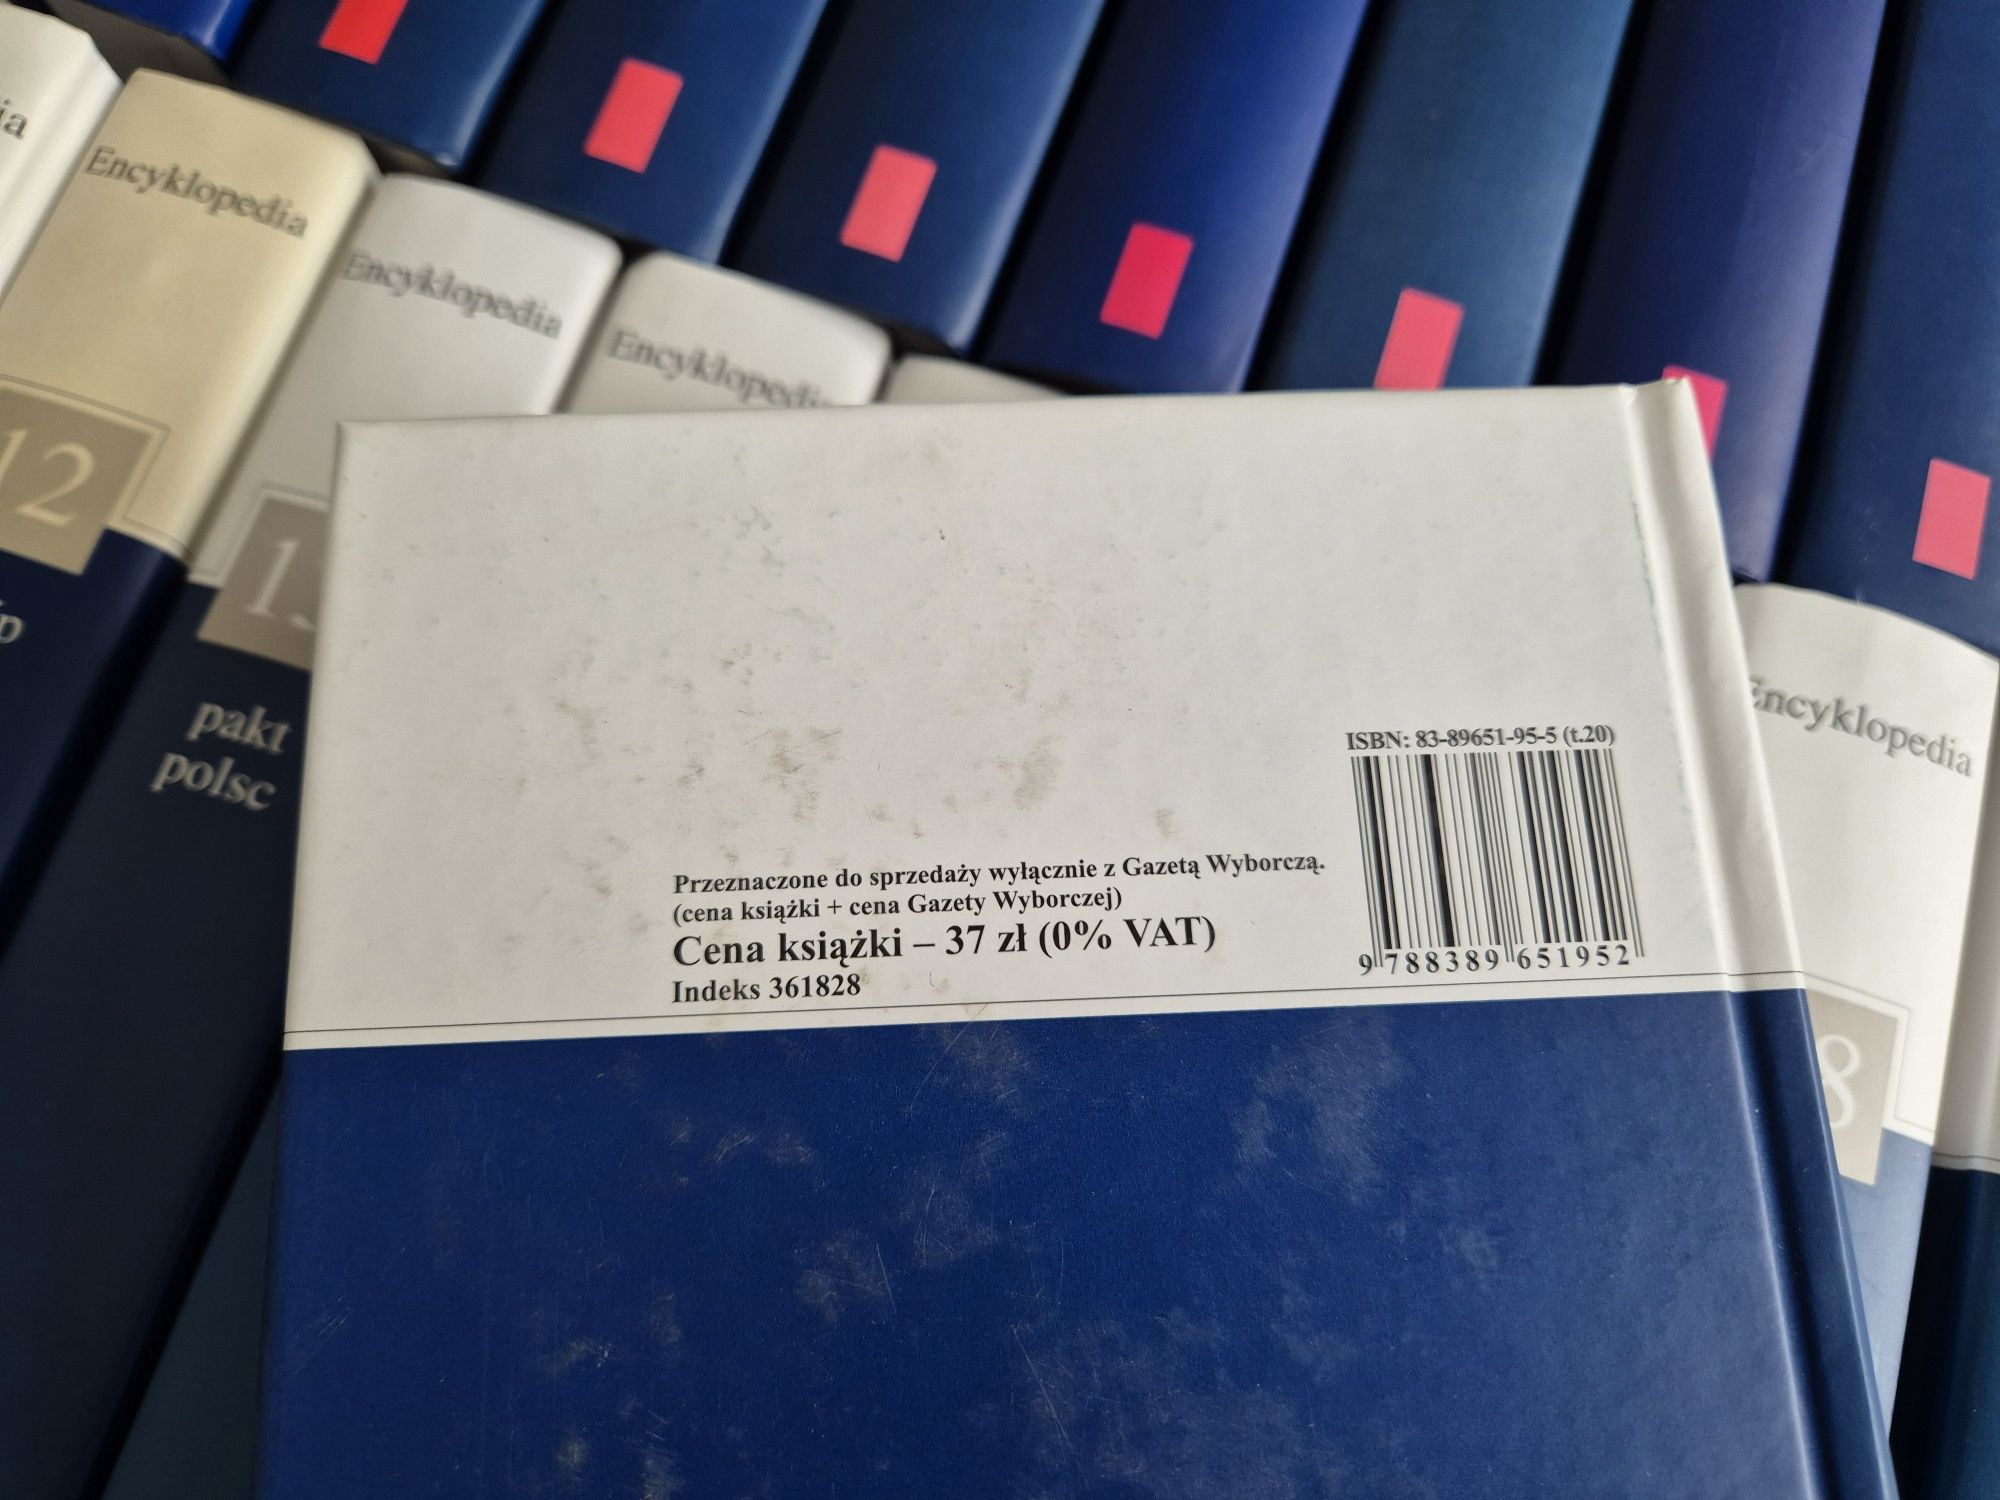 Encyklopedia
Encyklopedia
Encyklopedia
12
pakt
polsc
ISBN: 83-89651-95-5 (t.20)
Przeznaczone do sprzedaży wyłącznie z Gazetą Wyborczą.
(cena książki + cena Gazety Wyborczej)
Cena książki – 37 zł (0% VAT)
Indeks 361828
9 788389 651952
Encyklopedia
8